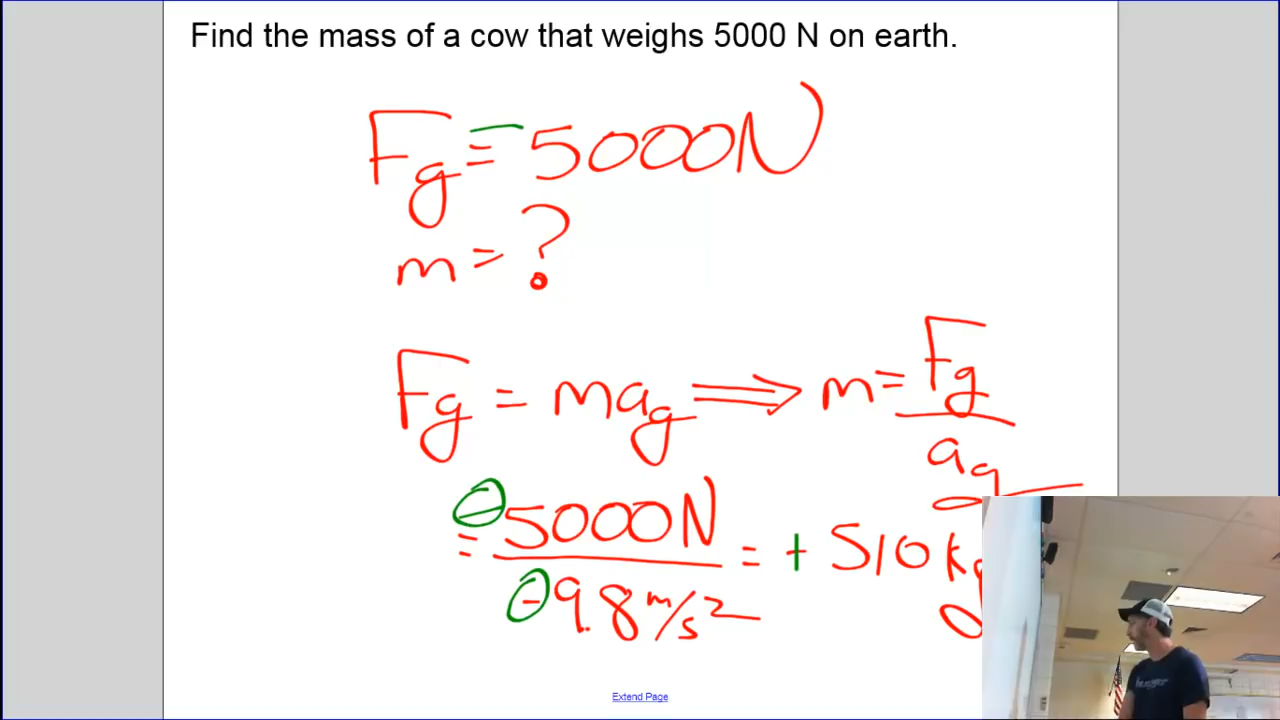 Find the mass of a cow that weighs 5000 N on earth.
Fg = -5000N
m = ?
Fg = mag ⟹ m = Fg/ag
= -5000N / -9.8 m/s² = +510 kg
Extend Page